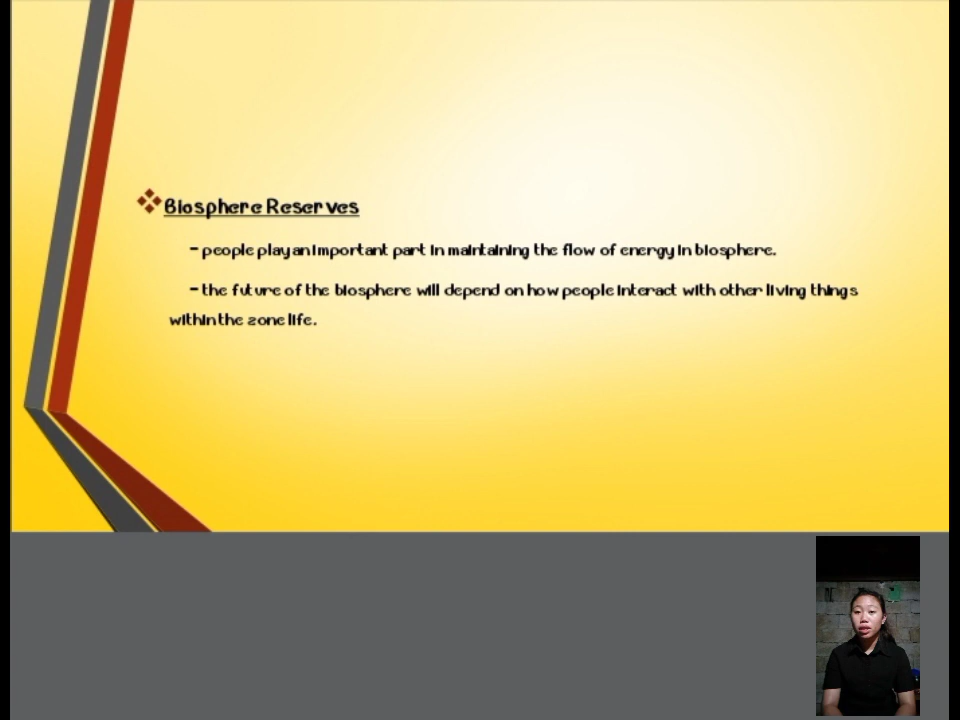 Biosphere Reserves
- people play an important part in maintaining the flow of energy in biosphere.
- the future of the biosphere will depend on how people interact with other living things
within the zone life.